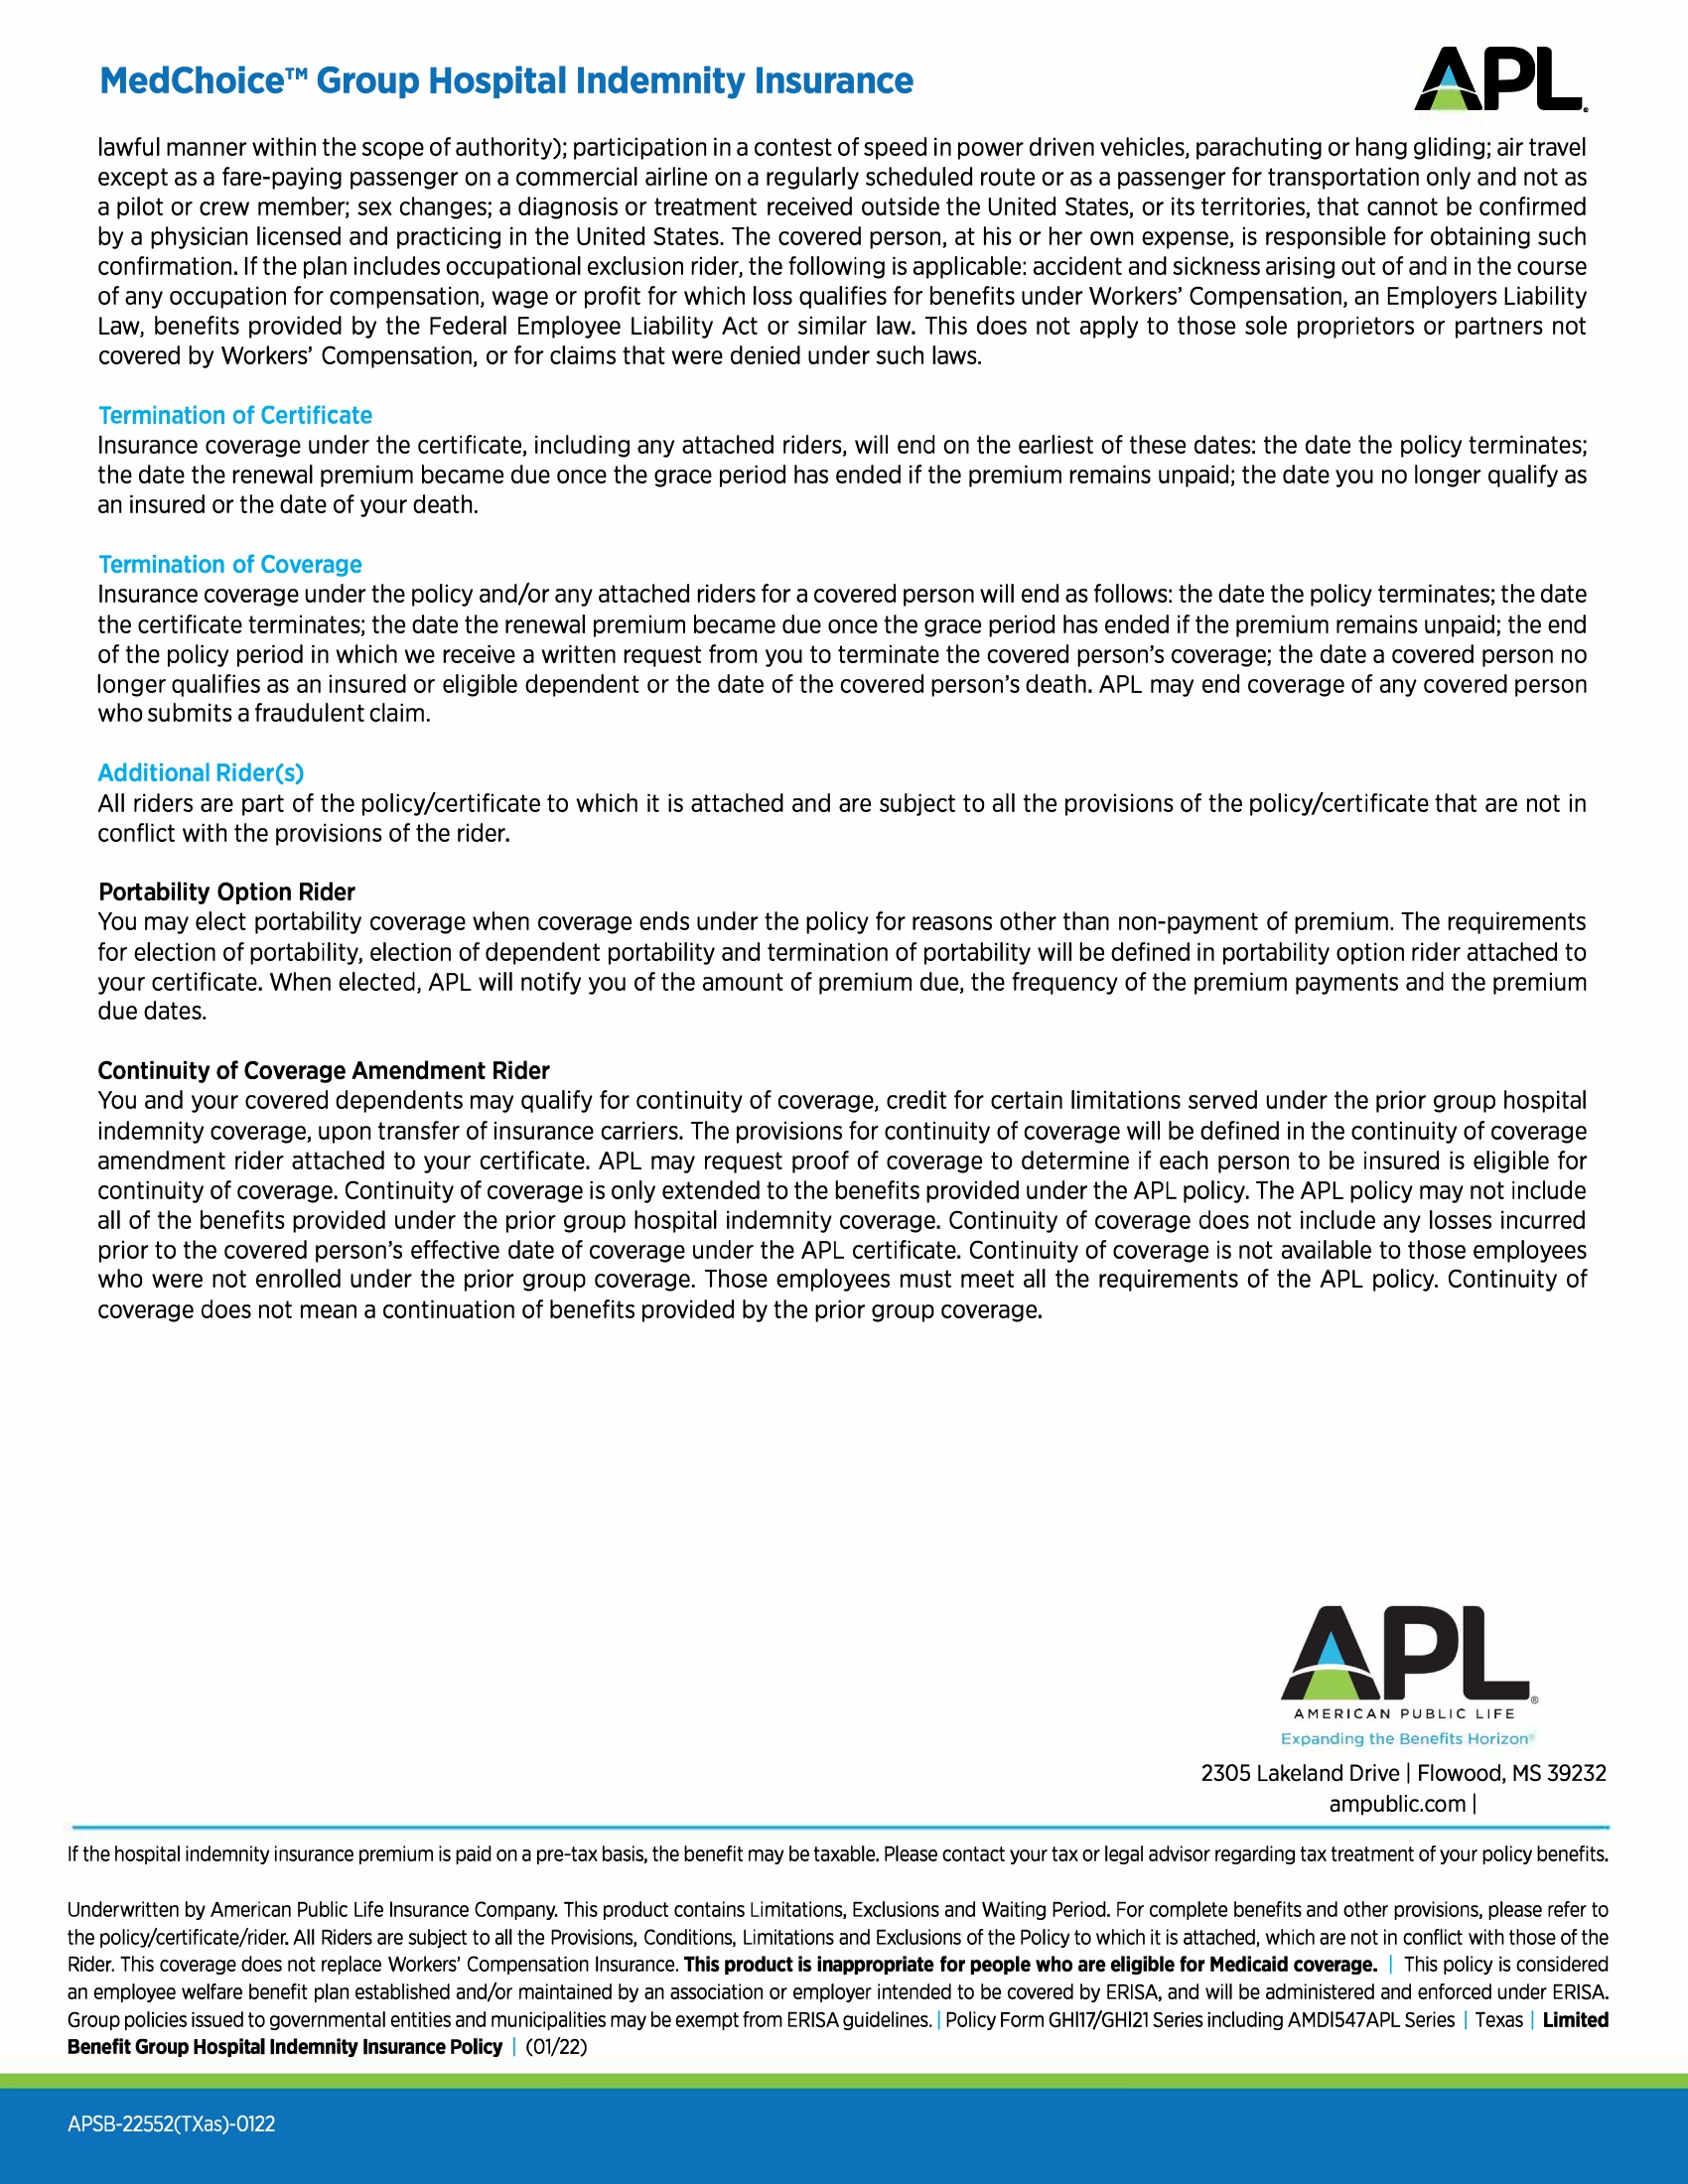 MedChoice™ Group Hospital Indemnity Insurance
APL®
lawful manner within the scope of authority); participation in a contest of speed in power driven vehicles, parachuting or hang gliding; air travel
except as a fare-paying passenger on a commercial airline on a regularly scheduled route or as a passenger for transportation only and not as
a pilot or crew member; sex changes; a diagnosis or treatment received outside the United States, or its territories, that cannot be confirmed
by a physician licensed and practicing in the United States. The covered person, at his or her own expense, is responsible for obtaining such
confirmation. If the plan includes occupational exclusion rider, the following is applicable: accident and sickness arising out of and in the course
of any occupation for compensation, wage or profit for which loss qualifies for benefits under Workers' Compensation, an Employers Liability
Law, benefits provided by the Federal Employee Liability Act or similar law. This does not apply to those sole proprietors or partners not
covered by Workers' Compensation, or for claims that were denied under such laws.
Termination of Certificate
Insurance coverage under the certificate, including any attached riders, will end on the earliest of these dates: the date the policy terminates;
the date the renewal premium became due once the grace period has ended if the premium remains unpaid; the date you no longer qualify as
an insured or the date of your death.
Termination of Coverage
Insurance coverage under the policy and/or any attached riders for a covered person will end as follows: the date the policy terminates; the date
the certificate terminates; the date the renewal premium became due once the grace period has ended if the premium remains unpaid; the end
of the policy period in which we receive a written request from you to terminate the covered person's coverage; the date a covered person no
longer qualifies as an insured or eligible dependent or the date of the covered person's death. APL may end coverage of any covered person
who submits a fraudulent claim.
Additional Rider(s)
All riders are part of the policy/certificate to which it is attached and are subject to all the provisions of the policy/certificate that are not in
conflict with the provisions of the rider.
Portability Option Rider
You may elect portability coverage when coverage ends under the policy for reasons other than non-payment of premium. The requirements
for election of portability, election of dependent portability and termination of portability will be defined in portability option rider attached to
your certificate. When elected, APL will notify you of the amount of premium due, the frequency of the premium payments and the premium
due dates.
Continuity of Coverage Amendment Rider
You and your covered dependents may qualify for continuity of coverage, credit for certain limitations served under the prior group hospital
indemnity coverage, upon transfer of insurance carriers. The provisions for continuity of coverage will be defined in the continuity of coverage
amendment rider attached to your certificate. APL may request proof of coverage to determine if each person to be insured is eligible for
continuity of coverage. Continuity of coverage is only extended to the benefits provided under the APL policy. The APL policy may not include
all of the benefits provided under the prior group hospital indemnity coverage. Continuity of coverage does not include any losses incurred
prior to the covered person's effective date of coverage under the APL certificate. Continuity of coverage is not available to those employees
who were not enrolled under the prior group coverage. Those employees must meet all the requirements of the APL policy. Continuity of
coverage does not mean a continuation of benefits provided by the prior group coverage.
APL®
AMERICAN PUBLIC LIFE
Expanding the Benefits Horizon®
2305 Lakeland Drive | Flowood, MS 39232
ampublic.com |
If the hospital indemnity insurance premium is paid on a pre-tax basis, the benefit may be taxable. Please contact your tax or legal advisor regarding tax treatment of your policy benefits.
Underwritten by American Public Life Insurance Company. This product contains Limitations, Exclusions and Waiting Period. For complete benefits and other provisions, please refer to
the policy/certificate/rider. All Riders are subject to all the Provisions, Conditions, Limitations and Exclusions of the Policy to which it is attached, which are not in conflict with those of the
Rider. This coverage does not replace Workers' Compensation Insurance. This product is inappropriate for people who are eligible for Medicaid coverage. | This policy is considered
an employee welfare benefit plan established and/or maintained by an association or employer intended to be covered by ERISA, and will be administered and enforced under ERISA.
Group policies issued to governmental entities and municipalities may be exempt from ERISA guidelines. | Policy Form GHI17/GHI21 Series including AMDI547APL Series | Texas | Limited
Benefit Group Hospital Indemnity Insurance Policy | (01/22)
APSB-22552(TXas)-0122